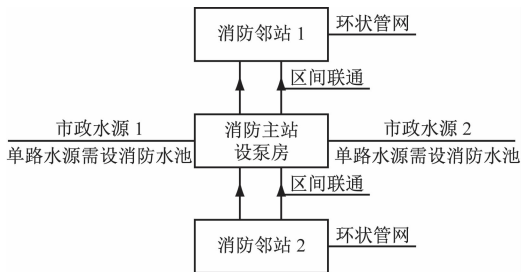 消防邻站 1
环状管网
区间联通
市政水源 1
单路水源需设消防水池
消防主站
设泵房
市政水源 2
单路水源需设消防水池
区间联通
消防邻站 2
环状管网